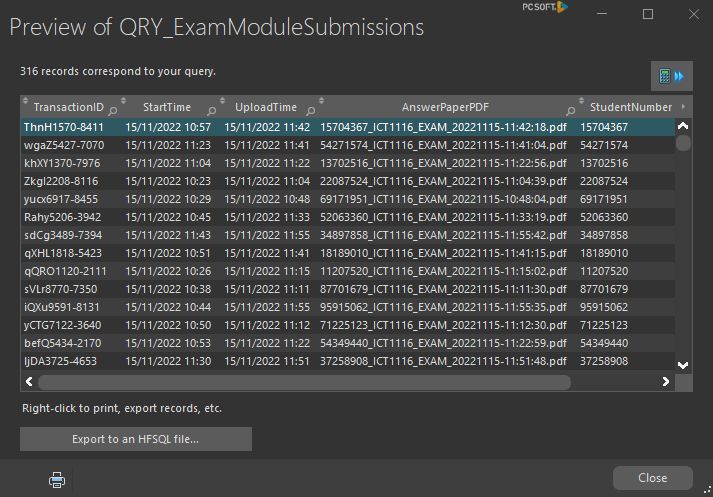 PC SOFT.
Preview of QRY_ExamModuleSubmissions
316 records correspond to your query.
TransactionID StartTime UploadTime AnswerPaperPDF StudentNumber
ThnH1570-8411 15/11/2022 10:57 15/11/2022 11:42 15704367_ICT1116_EXAM_20221115-11:42:18.pdf 15704367
wgaZ5427-7070 15/11/2022 11:23 15/11/2022 11:41 54271574_ICT1116_EXAM_20221115-11:41:04.pdf 54271574
khXY1370-7976 15/11/2022 11:04 15/11/2022 11:22 13702516_ICT1116_EXAM_20221115-11:22:56.pdf 13702516
Zkgl2208-8116 15/11/2022 10:23 15/11/2022 11:04 22087524_ICT1116_EXAM_20221115-11:04:39.pdf 22087524
yucx6917-8455 15/11/2022 10:29 15/11/2022 10:48 69171951_ICT1116_EXAM_20221115-10:48:04.pdf 69171951
Rahy5206-3942 15/11/2022 10:45 15/11/2022 11:33 52063360_ICT1116_EXAM_20221115-11:33:19.pdf 52063360
sdCg3489-7394 15/11/2022 11:43 15/11/2022 11:55 34897858_ICT1116_EXAM_20221115-11:55:42.pdf 34897858
qXHL1818-5423 15/11/2022 10:51 15/11/2022 11:41 18189010_ICT1116_EXAM_20221115-11:41:15.pdf 18189010
qQRO1120-2111 15/11/2022 10:26 15/11/2022 11:15 11207520_ICT1116_EXAM_20221115-11:15:02.pdf 11207520
sVLr8770-7350 15/11/2022 10:38 15/11/2022 11:11 87701679_ICT1116_EXAM_20221115-11:11:30.pdf 87701679
iQXu9591-8131 15/11/2022 10:44 15/11/2022 11:55 95915062_ICT1116_EXAM_20221115-11:55:35.pdf 95915062
yCTG7122-3640 15/11/2022 10:50 15/11/2022 11:12 71225123_ICT1116_EXAM_20221115-11:12:30.pdf 71225123
befQ5434-2170 15/11/2022 10:53 15/11/2022 11:22 54349440_ICT1116_EXAM_20221115-11:22:59.pdf 54349440
IjDA3725-4653 15/11/2022 11:30 15/11/2022 11:51 37258908_ICT1116_EXAM_20221115-11:51:48.pdf 37258908
Right-click to print, export records, etc.
Export to an HFSQL file...
Close